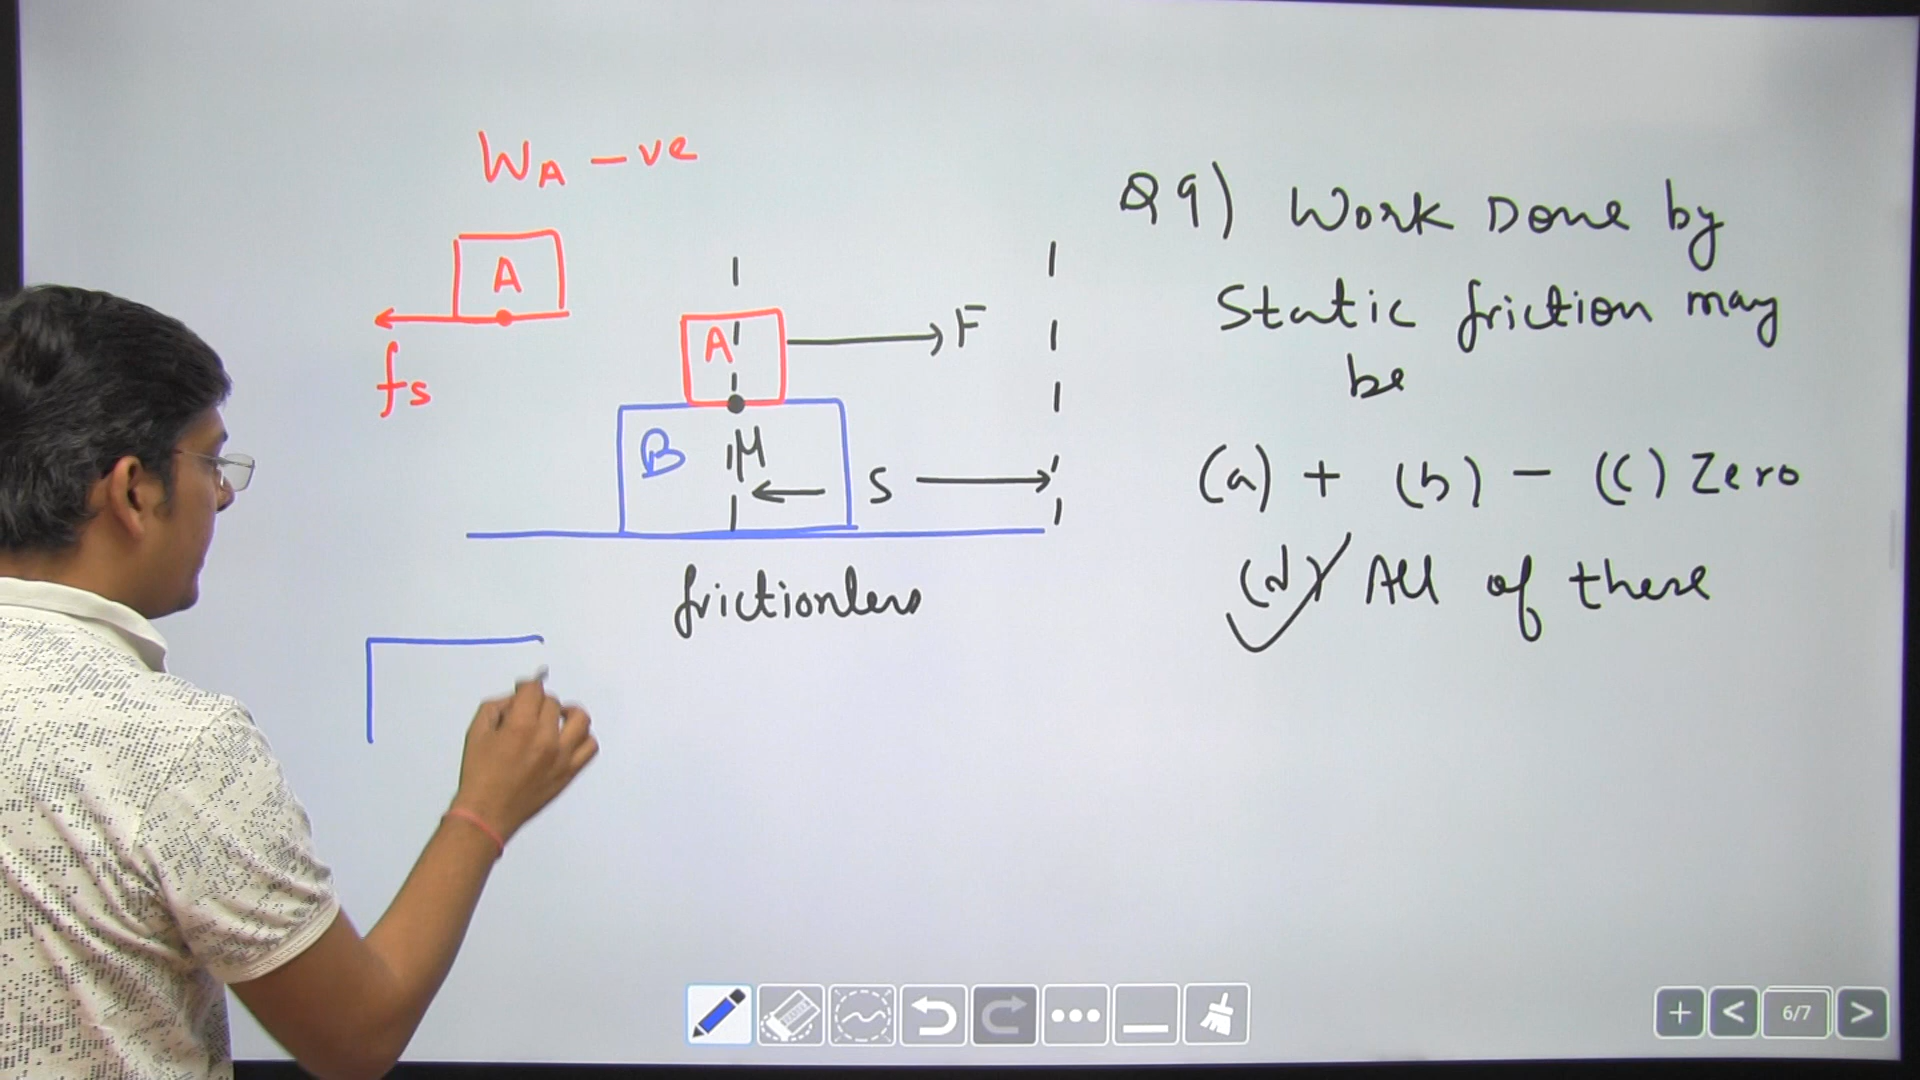 WA -ve
A
fs
A
F
B
M
S
frictionless
Q9) Work Done by
Static friction may
be
(a) + (b) - (c) Zero
(d) All of these
6/7